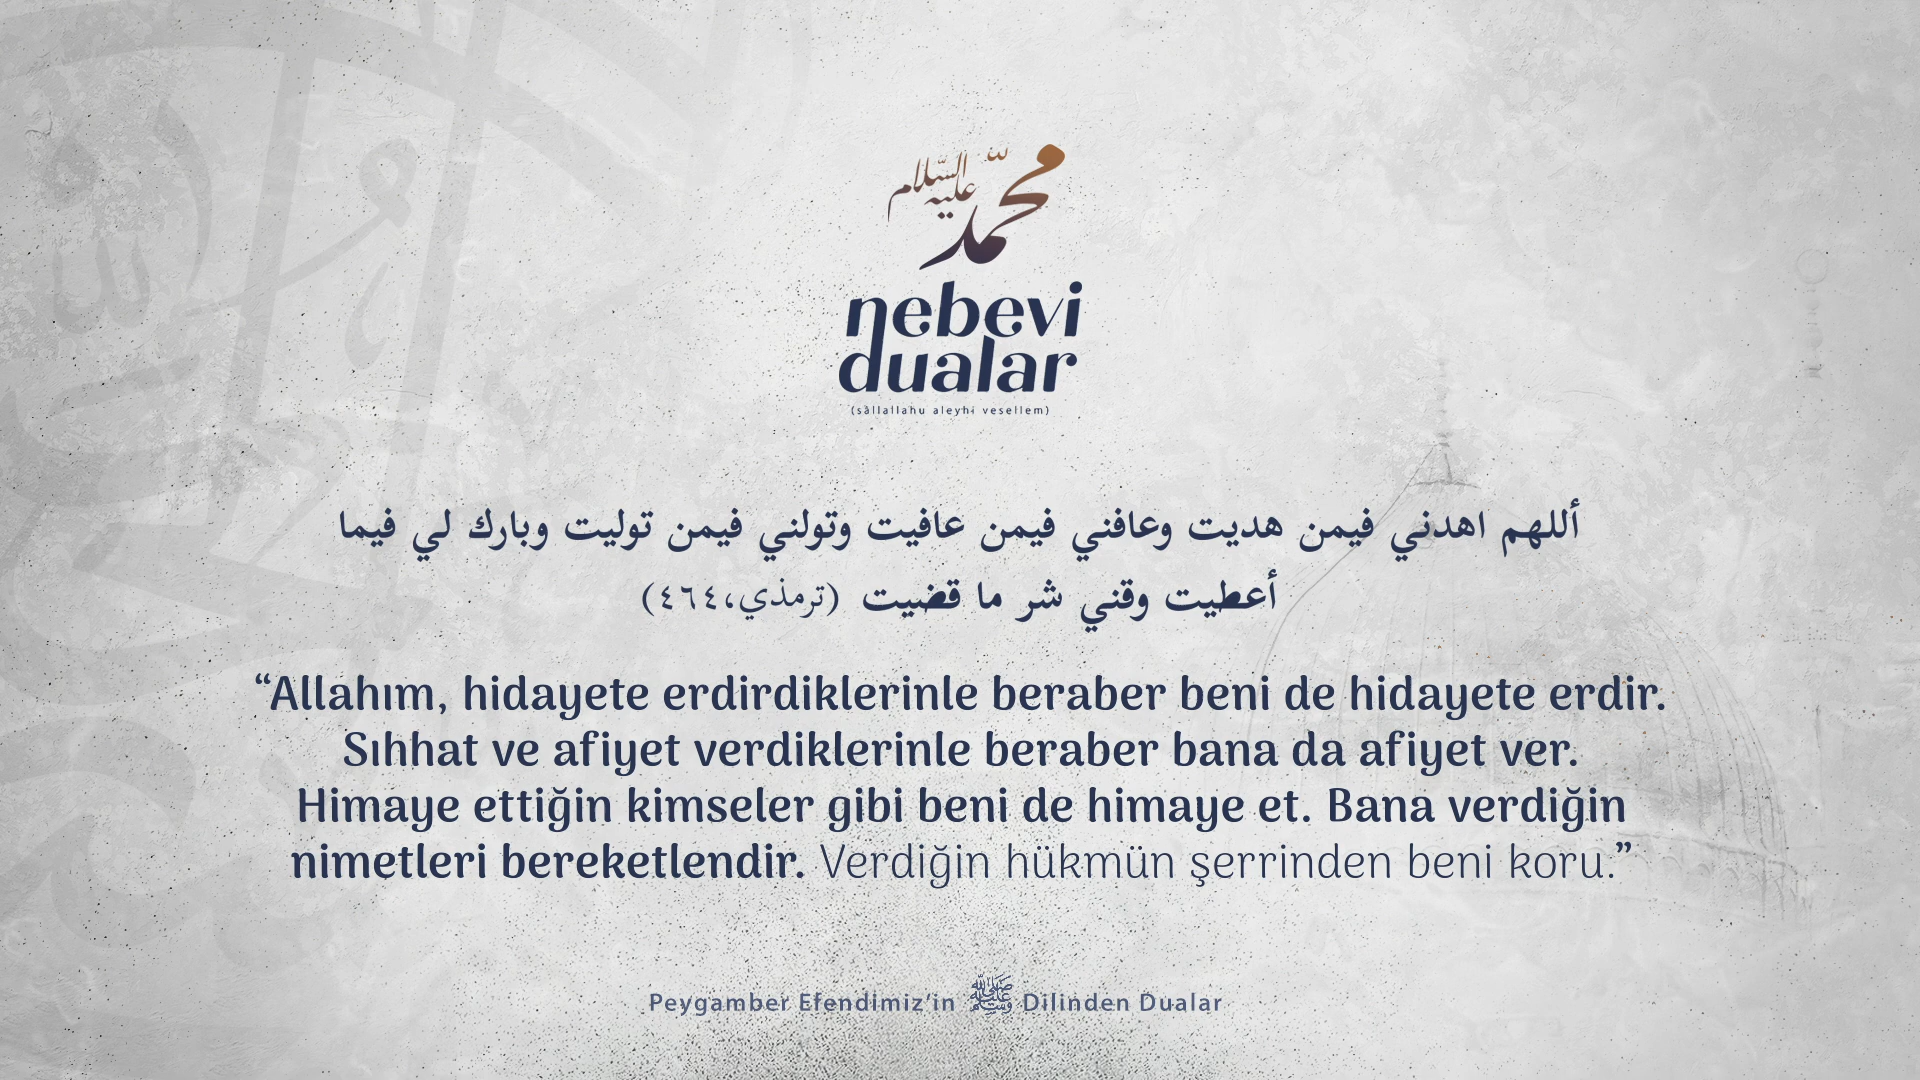 محمد عليه السلام
nebevi
dualar
(sâllallahu aleyhi vesellem)
أللهم اهدني فيمن هديت وعافني فيمن عافيت وتولني فيمن توليت وبارك لي فيما
أعطيت وقني شر ما قضيت (ترمذي،٤٦٤)
“Allahım, hidayete erdirdiklerinle beraber beni de hidayete erdir.
Sıhhat ve afiyet verdiklerinle beraber bana da afiyet ver.
Himaye ettiğin kimseler gibi beni de himaye et. Bana verdiğin
nimetleri bereketlendir. Verdiğin hükmün şerrinden beni koru.”
Peygamber Efendimiz’in ﷺ Dilinden Dualar